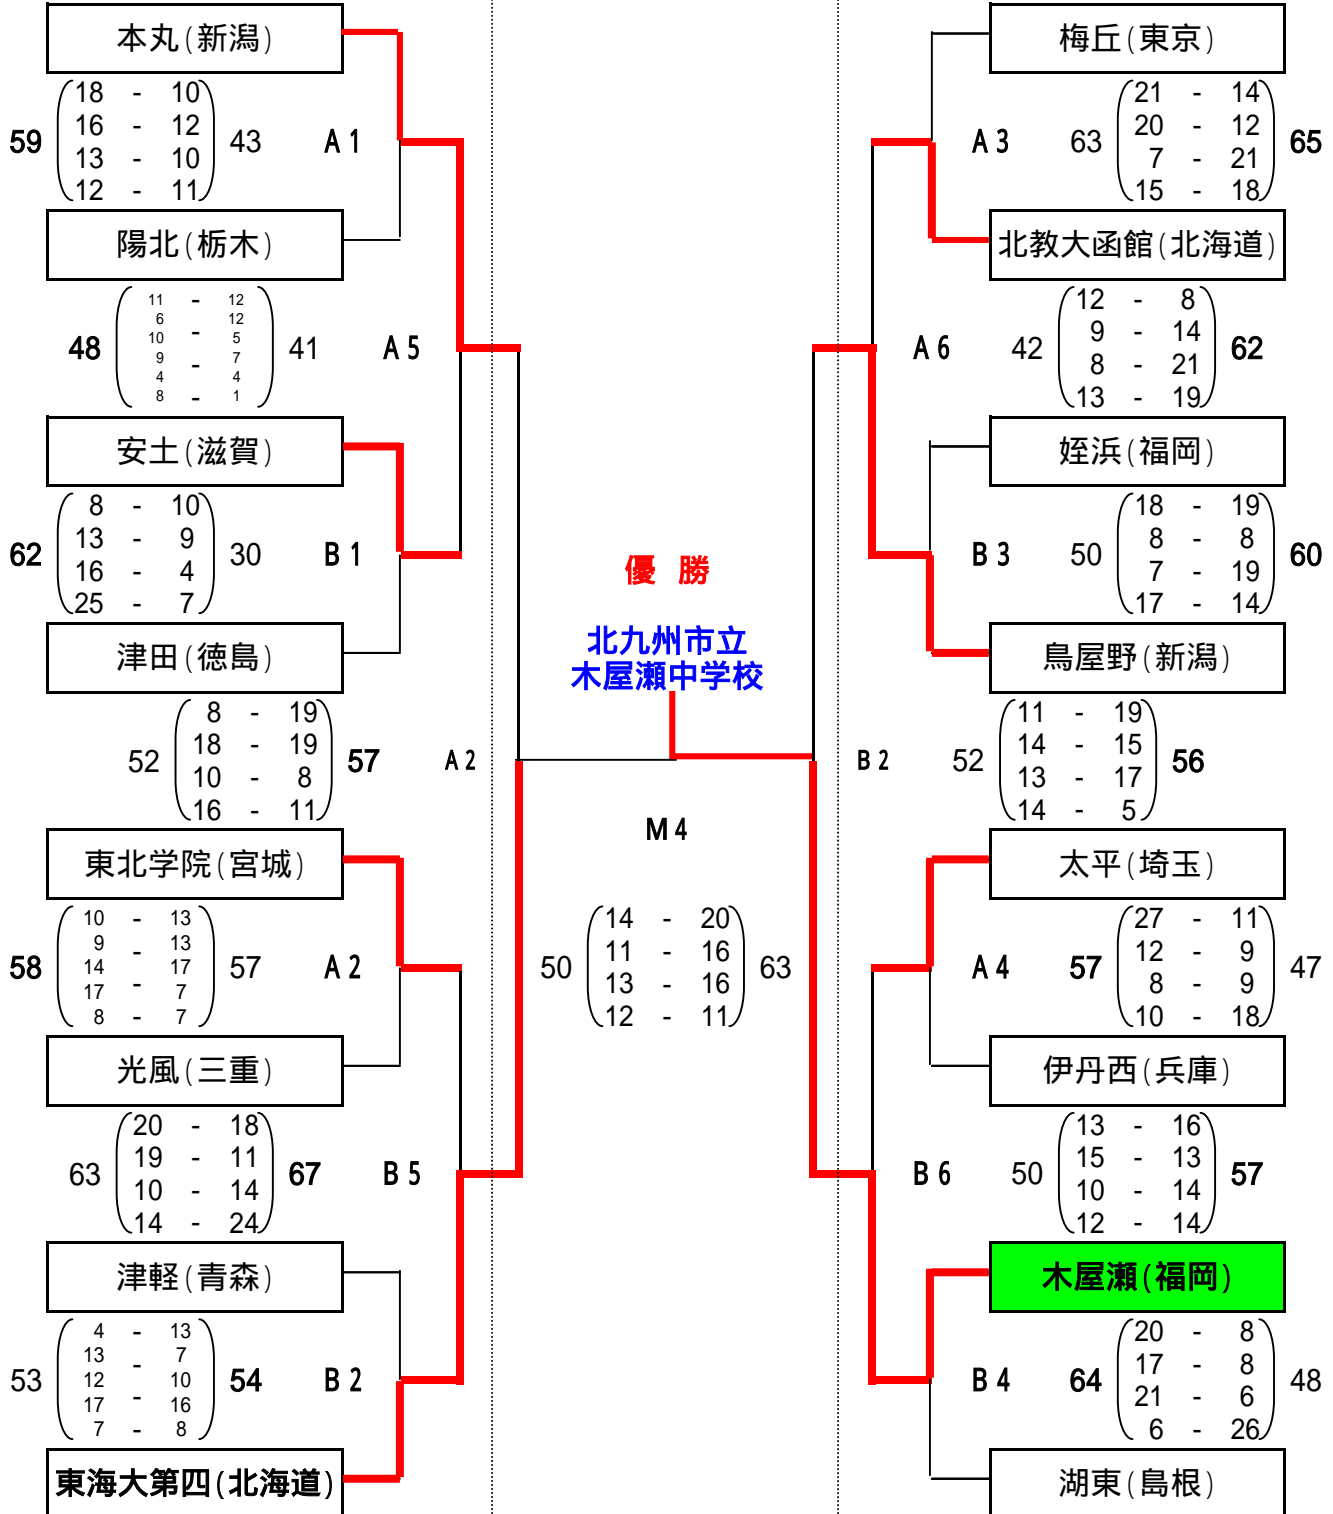 本丸(新潟)
18 - 10
59 16 - 12 43 A1
13 - 10
12 - 11
陽北(栃木)
11 - 12
6 12
48 10 - 5 41 A5
9 - 7
4 4
8 - 1
安土(滋賀)
8 - 10
62 13 - 9 30 B1
16 - 4
25 - 7
津田(徳島)
8 - 19
52 18 - 19 57 A2
10 - 8
16 - 11
東北学院(宮城)
10 - 13
9 - 13
58 14 17 57 A2
17 - 7
8 - 7
光風(三重)
20 - 18
63 19 - 11 67 B5
10 - 14
14 - 24
津軽(青森)
4 - 13
13 - 7
53 12 10 54 B2
17 - 16
7 - 8
東海大第四(北海道)
優勝
北九州市立
木屋瀬中学校
M4
14 - 20
50 11 - 16 63
13 - 16
12 - 11
梅丘(東京)
21 - 14
A3 63 20 - 12 65
7 - 21
15 - 18
北教大函館(北海道)
12 - 8
A6 42 9 - 14 62
8 - 21
13 - 19
姪浜(福岡)
18 - 19
B3 50 8 - 8 60
7 - 19
17 - 14
鳥屋野(新潟)
11 - 19
B2 52 14 - 15 56
13 - 17
14 - 5
太平(埼玉)
27 - 11
A4 57 12 - 9 47
8 - 9
10 - 18
伊丹西(兵庫)
13 - 16
B6 50 15 - 13 57
10 - 14
12 - 14
木屋瀬(福岡)
20 - 8
B4 64 17 - 8 48
21 - 6
6 - 26
湖東(島根)